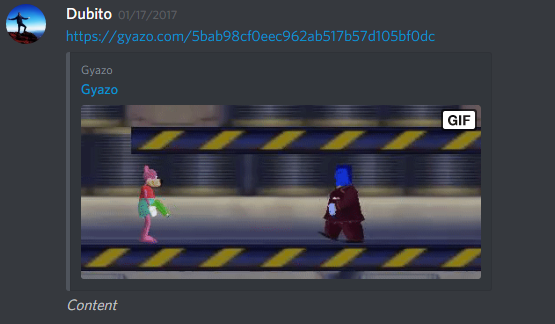 Dubito 01/17/2017
https://gyazo.com/5bab98cf0eec962ab517b57d105bf0dc
Gyazo
Gyazo
GIF
Content